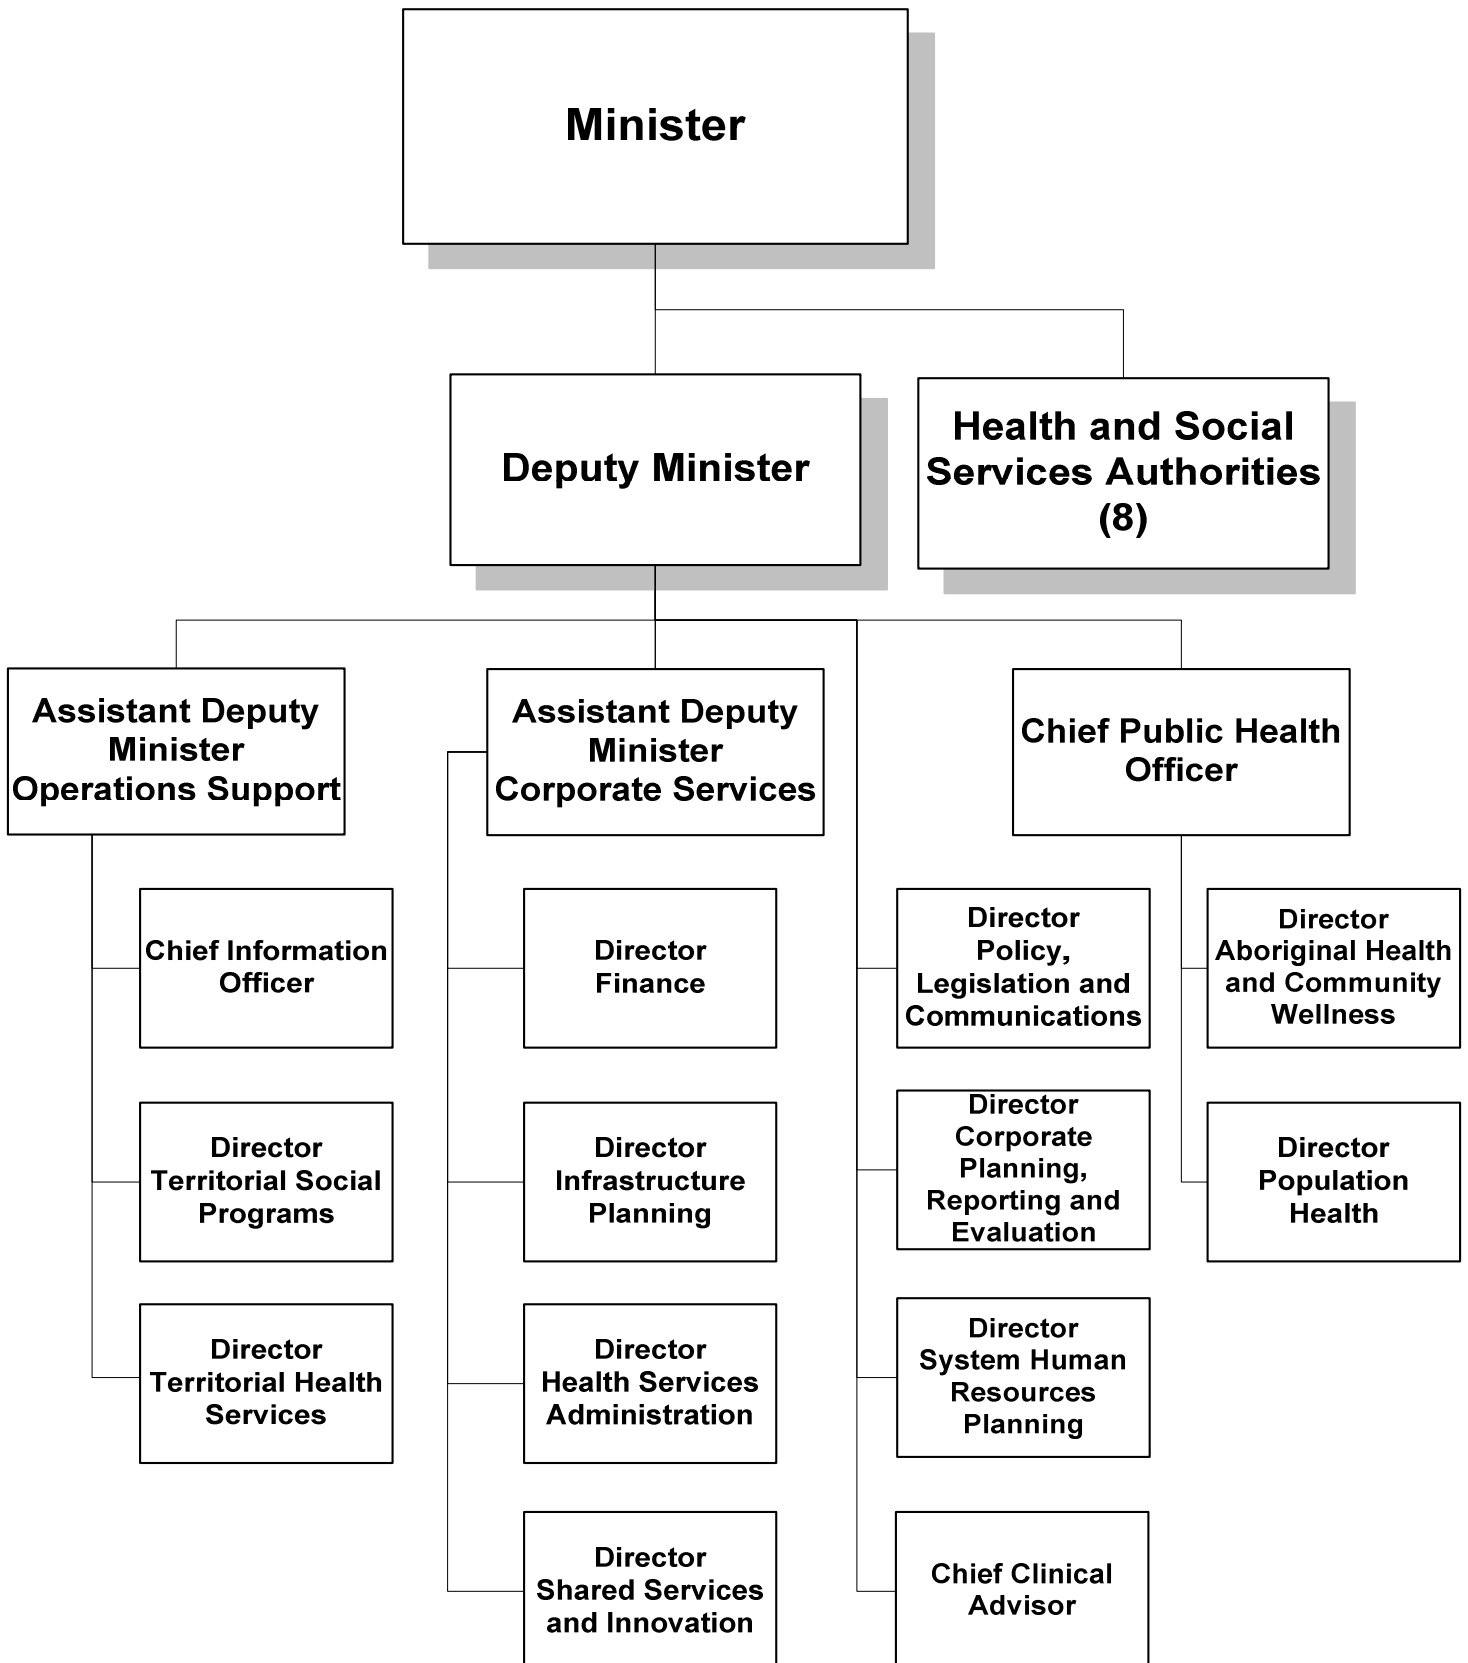 Minister
Deputy Minister
Health and Social
Services Authorities
(8)
Assistant Deputy
Minister
Operations Support
Assistant Deputy
Minister
Corporate Services
Chief Public Health
Officer
Chief Information
Officer
Director
Finance
Director
Policy,
Legislation and
Communications
Director
Aboriginal Health
and Community
Wellness
Director
Territorial Social
Programs
Director
Infrastructure
Planning
Director
Corporate
Planning,
Reporting and
Evaluation
Director
Population
Health
Director
Territorial Health
Services
Director
Health Services
Administration
Director
System Human
Resources
Planning
Director
Shared Services
and Innovation
Chief Clinical
Advisor